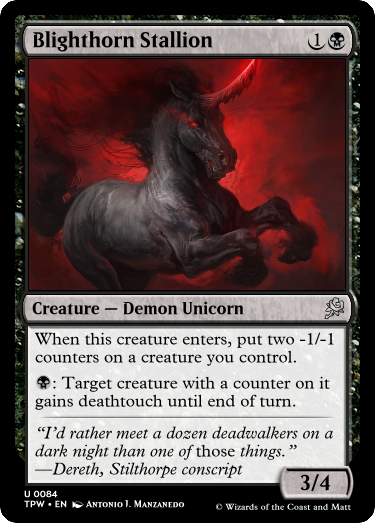 Blighthorn Stallion 1
Creature — Demon Unicorn
When this creature enters, put two -1/-1
counters on a creature you control.
: Target creature with a counter on it
gains deathtouch until end of turn.
“I’d rather meet a dozen deadwalkers on a
dark night than one of those things.”
—Dereth, Stilthorpe conscript
3/4
U 0084
TPW • EN Antonio J. Manzanedo
© Wizards of the Coast and Matt